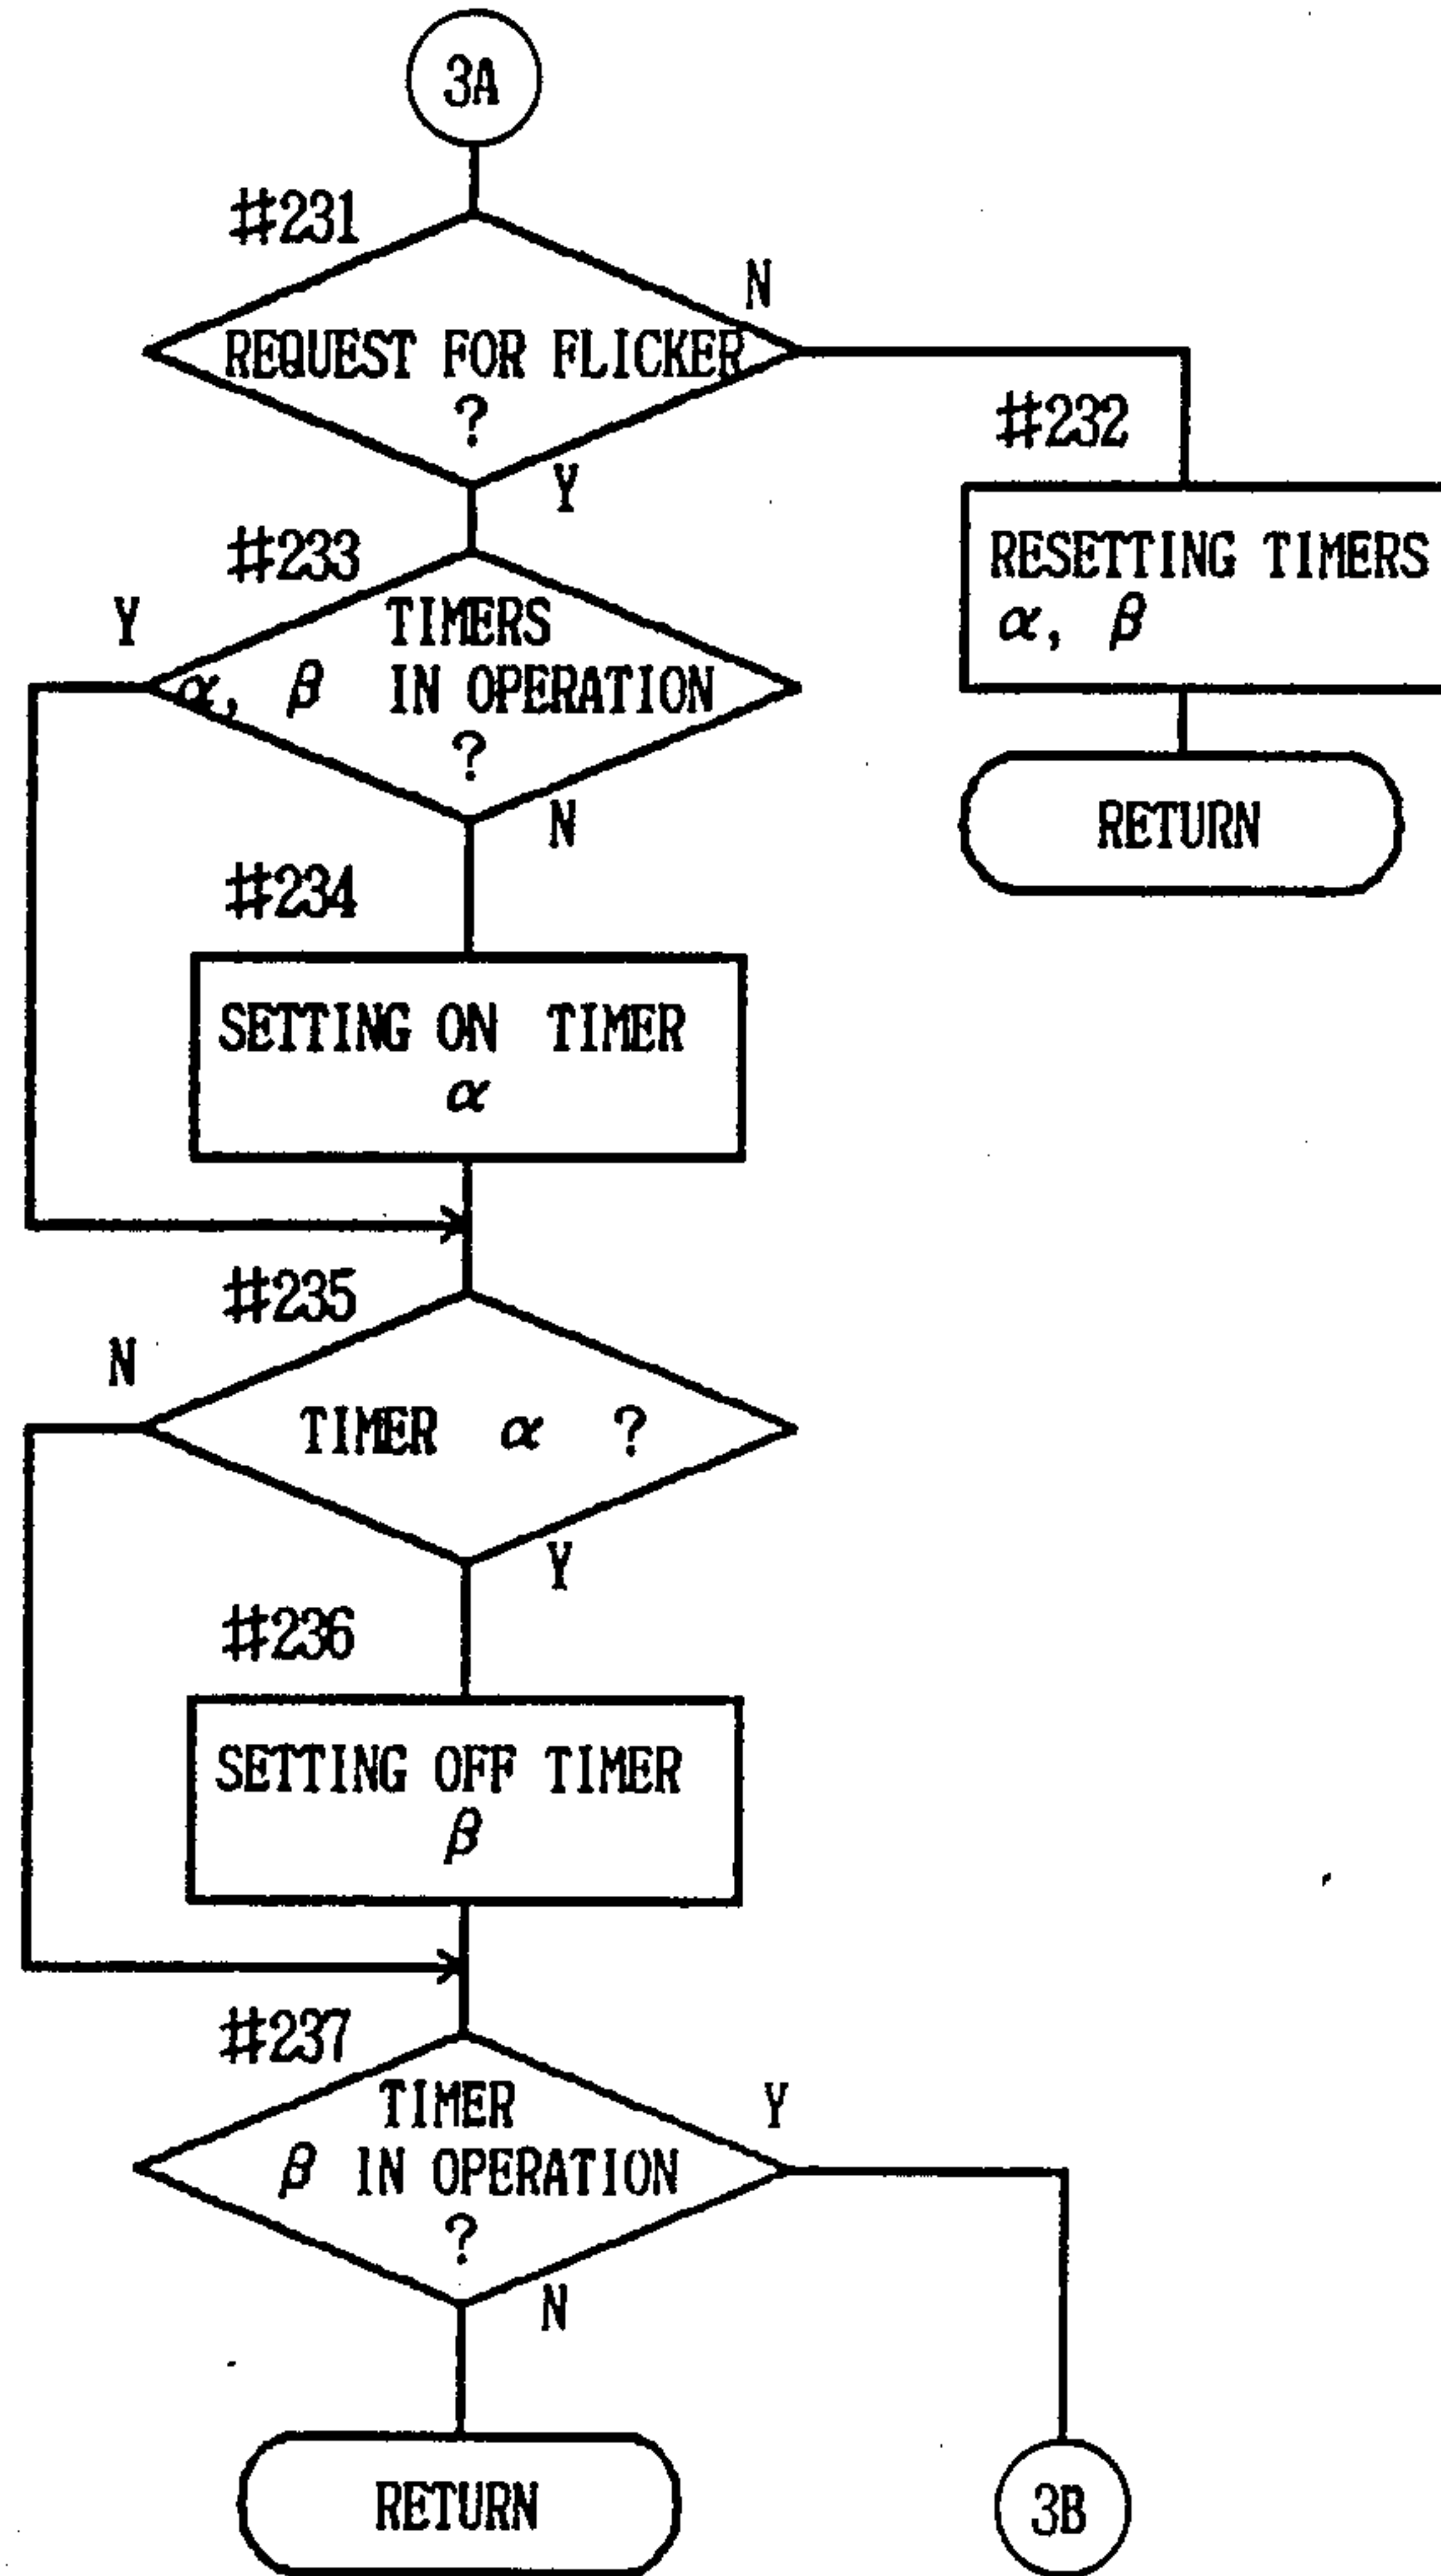 3A
#231
N
REQUEST FOR FLICKER
?
Y
#232
RESETTING TIMERS
α, β
RETURN
#233
Y
TIMERS
α, β IN OPERATION
?
N
#234
SETTING ON TIMER
α
#235
N
TIMER α ?
Y
#236
SETTING OFF TIMER
β
#237
TIMER
Y
β IN OPERATION
?
N
RETURN
3B